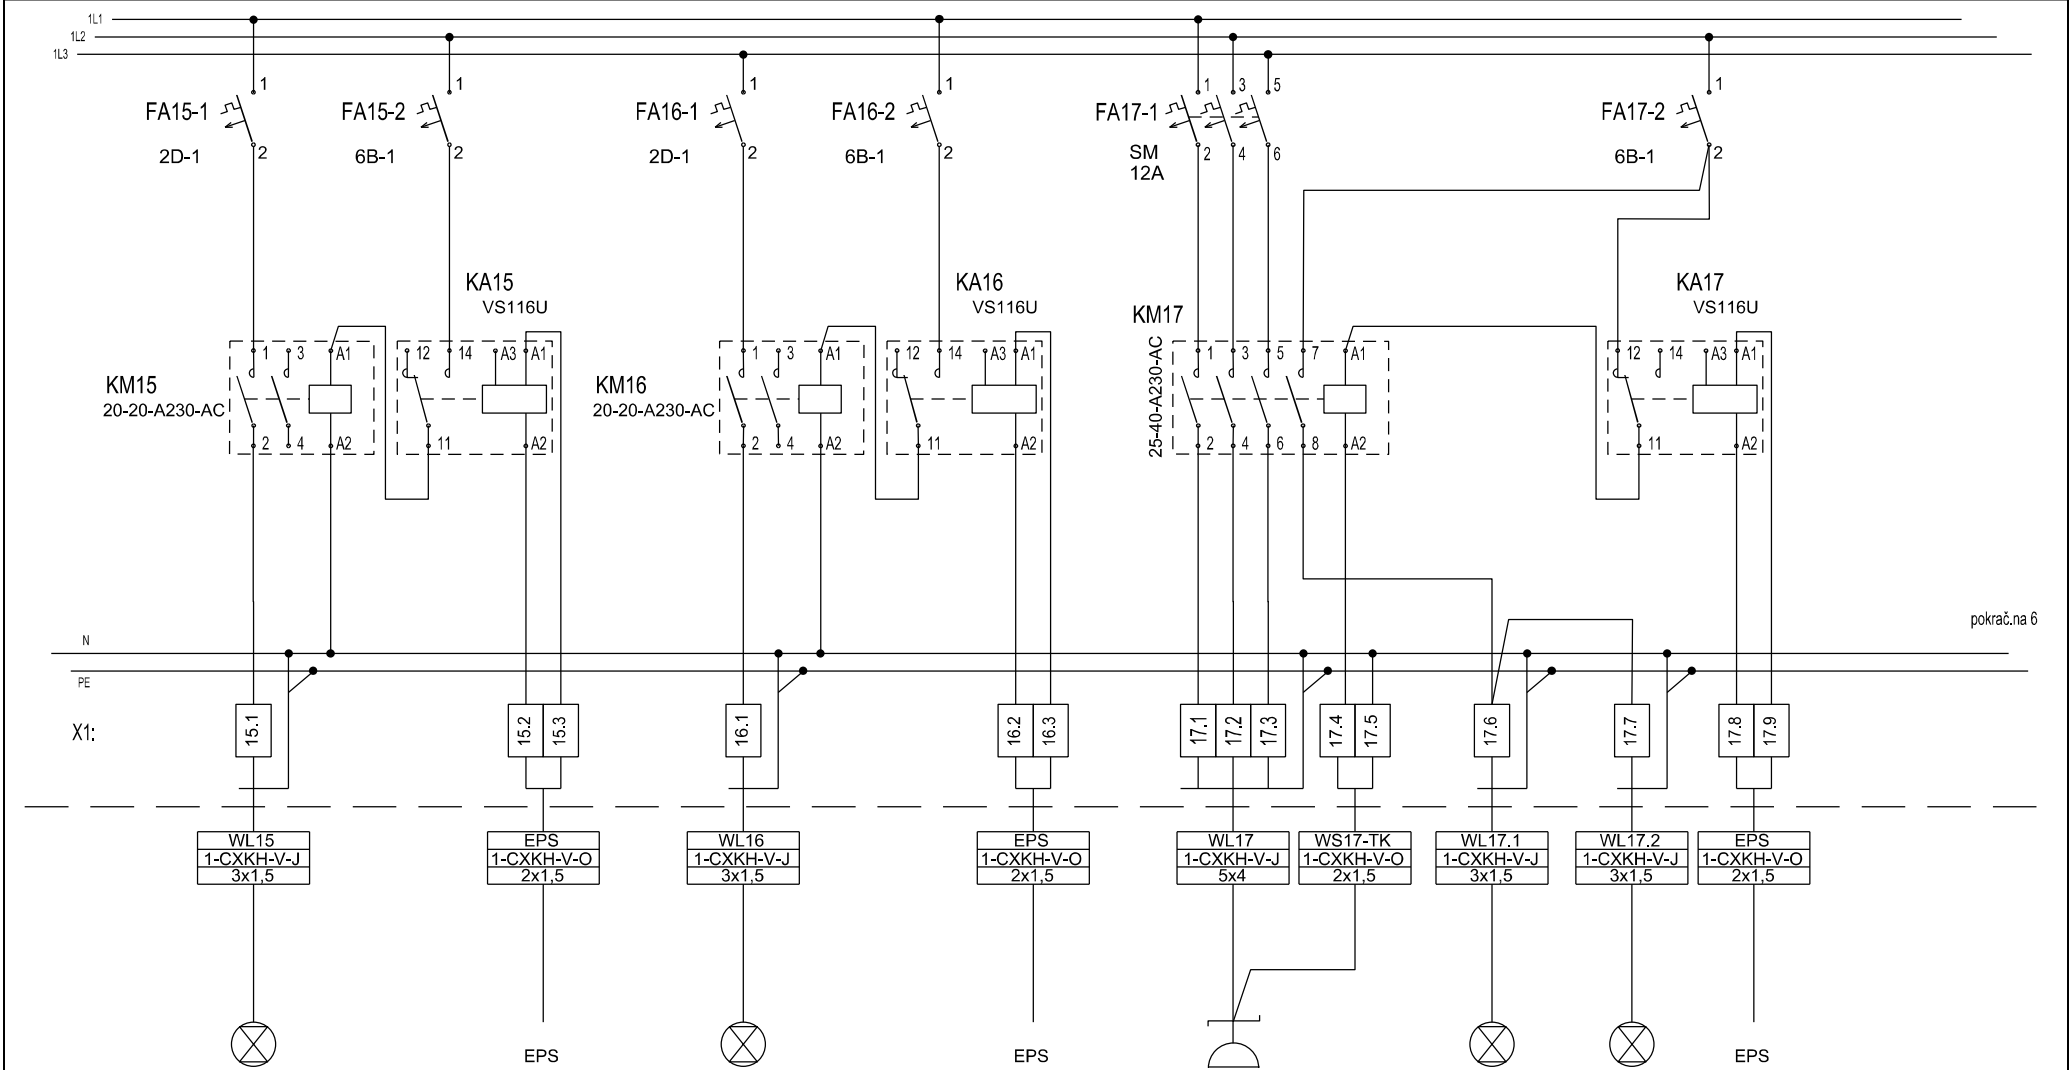 1L1
1L2
1L3
1
1
1
1
1 3 5
1
FA15-1
FA15-2
FA16-1
FA16-2
FA17-1
FA17-2
2D-1
2
6B-1
2
2D-1
2
6B-1
2
SM
12A
2 4 6
6B-1
2
KA15
VS116U
KA16
VS116U
KM17
25-40-A230-AC
KA17
VS116U
1 3 A1
12 14 A3 A1
1 3 A1
12 14 A3 A1
1 3 5 7 A1
12 14 A3 A1
KM15
20-20-A230-AC
KM16
20-20-A230-AC
2 4 A2
11 A2
2 4 A2
11 A2
2 4 6 8 A2
11 A2
pokrač.na 6
N
PE
X1:
15.1
15.2
15.3
16.1
16.2
16.3
17.1
17.2
17.3
17.4
17.5
17.6
17.7
17.8
17.9
WL15
1-CXKH-V-J
3x1,5
EPS
1-CXKH-V-O
2x1,5
WL16
1-CXKH-V-J
3x1,5
EPS
1-CXKH-V-O
2x1,5
WL17
1-CXKH-V-J
5x4
WS17-TK
1-CXKH-V-O
2x1,5
WL17.1
1-CXKH-V-J
3x1,5
WL17.2
1-CXKH-V-J
3x1,5
EPS
1-CXKH-V-O
2x1,5
EPS
EPS
EPS